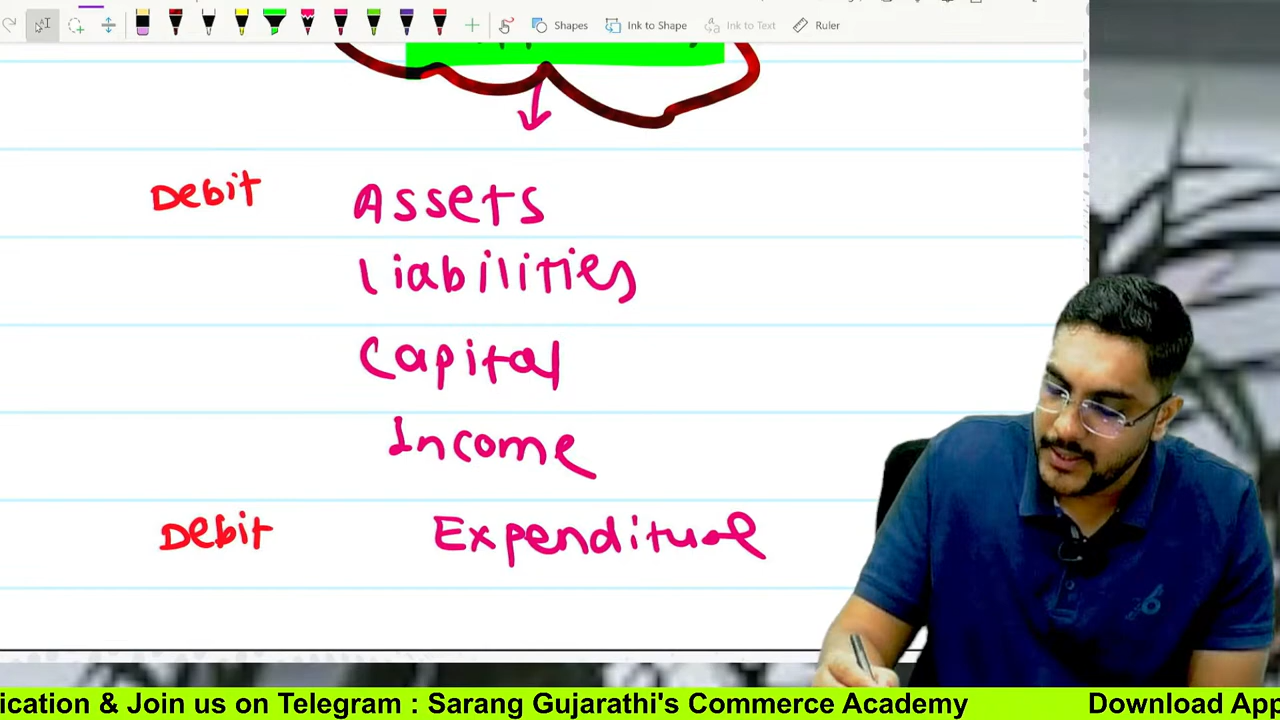 Shapes Ink to Shape Ink to Text Ruler
Debit Assets
Liabilities
Capital
Income
Debit Expenditure
ication & Join us on Telegram : Sarang Gujarathi's Commerce Academy Download App